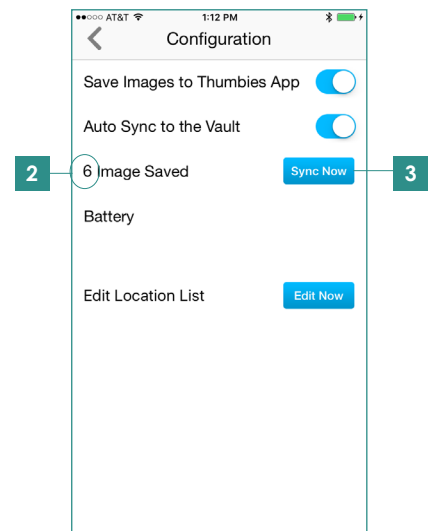 AT&T 1:12 PM
Configuration
Save Images to Thumbies App
Auto Sync to the Vault
2 6 Image Saved Sync Now 3
Battery
Edit Location List Edit Now